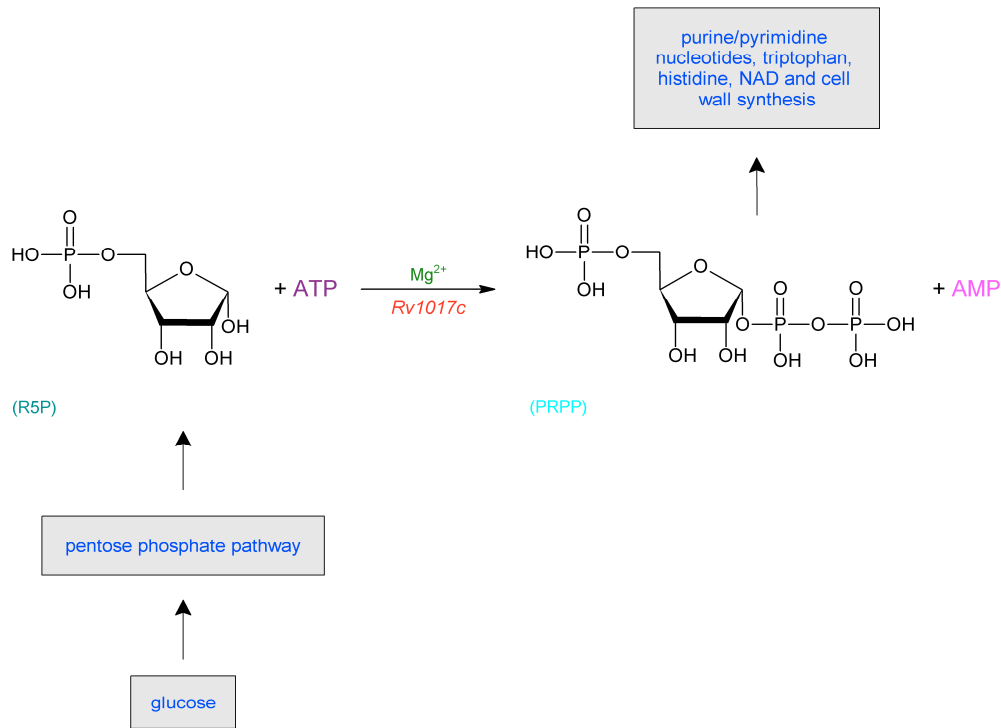 purine/pyrimidine
nucleotides, triptophan,
histidine, NAD and cell
wall synthesis
O
HO
P
O
OH
O
OH
OH
OH
+ ATP
Mg²⁺
Rv1017c
O
HO
P
O
OH
O
OH
OH
O
O
P
OH
O
O
P
OH
OH
+ AMP
(R5P)
(PRPP)
pentose phosphate pathway
glucose